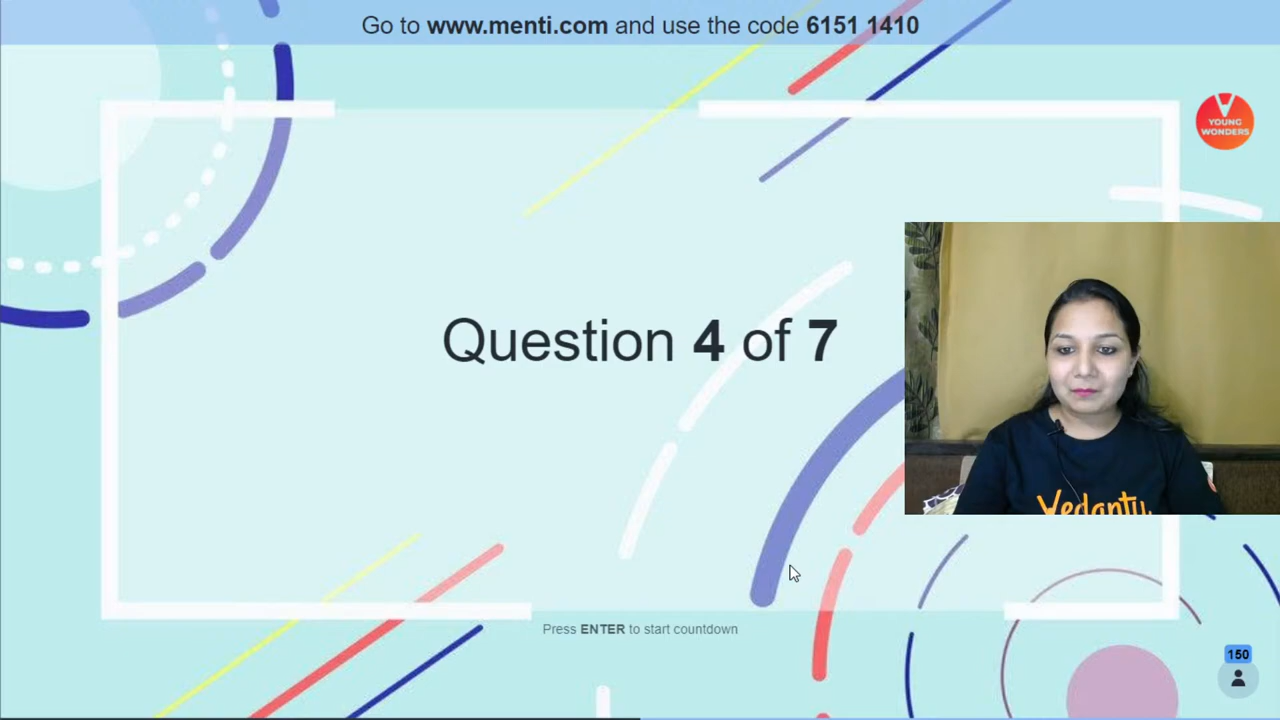 Go to www.menti.com and use the code 6151 1410
YOUNG
WONDERS
Question 4 of 7
Vedantu
Press ENTER to start countdown
150